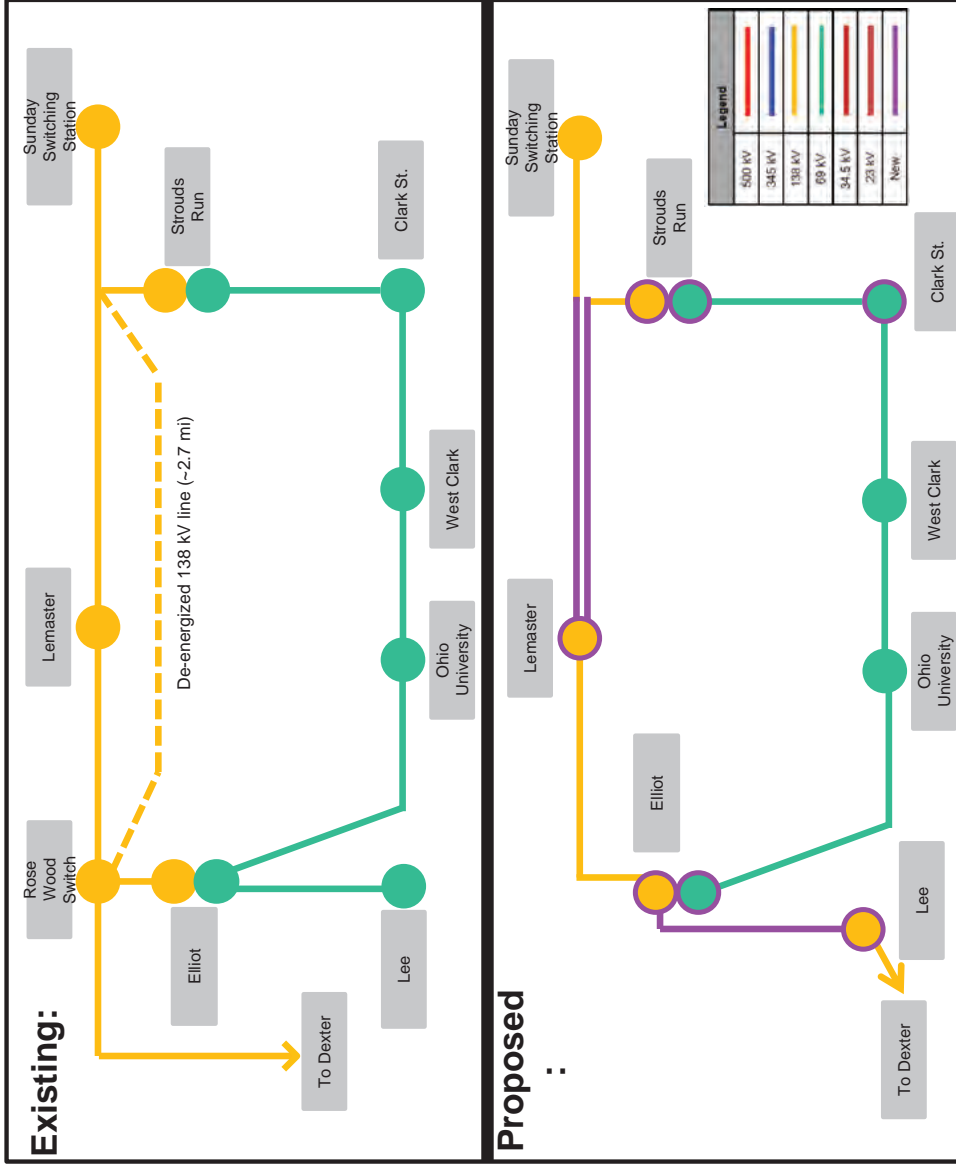 Existing:
Rose
Wood
Switch
Lemaster
Sunday
Switching
Station
De-energized 138 kV line (~2.7 mi)
Strouds
Run
Elliot
To Dexter
Lee
Ohio
University
West Clark
Clark St.
Proposed
:
Lemaster
Sunday
Switching
Station
Elliot
Strouds
Run
To Dexter
Lee
Ohio
University
West Clark
Clark St.
Legend
500 kV
345 kV
138 kV
69 kV
34.5 kV
23 kV
New